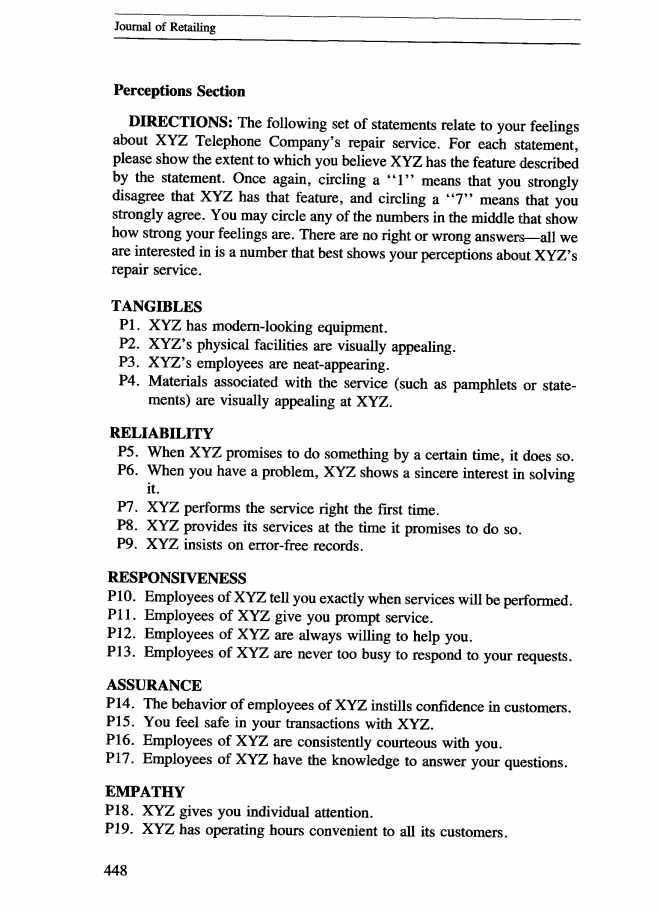 Journal of Retailing
Perceptions Section
DIRECTIONS: The following set of statements relate to your feelings
about XYZ Telephone Company's repair service. For each statement,
please show the extent to which you believe XYZ has the feature described
by the statement. Once again, circling a ‘‘1’’ means that you strongly
disagree that XYZ has that feature, and circling a ‘‘7’’ means that you
strongly agree. You may circle any of the numbers in the middle that show
how strong your feelings are. There are no right or wrong answers—all we
are interested in is a number that best shows your perceptions about XYZ's
repair service.
TANGIBLES
P1. XYZ has modern-looking equipment.
P2. XYZ's physical facilities are visually appealing.
P3. XYZ's employees are neat-appearing.
P4. Materials associated with the service (such as pamphlets or state-
ments) are visually appealing at XYZ.
RELIABILITY
P5. When XYZ promises to do something by a certain time, it does so.
P6. When you have a problem, XYZ shows a sincere interest in solving
it.
P7. XYZ performs the service right the first time.
P8. XYZ provides its services at the time it promises to do so.
P9. XYZ insists on error-free records.
RESPONSIVENESS
P10. Employees of XYZ tell you exactly when services will be performed.
P11. Employees of XYZ give you prompt service.
P12. Employees of XYZ are always willing to help you.
P13. Employees of XYZ are never too busy to respond to your requests.
ASSURANCE
P14. The behavior of employees of XYZ instills confidence in customers.
P15. You feel safe in your transactions with XYZ.
P16. Employees of XYZ are consistently courteous with you.
P17. Employees of XYZ have the knowledge to answer your questions.
EMPATHY
P18. XYZ gives you individual attention.
P19. XYZ has operating hours convenient to all its customers.
448